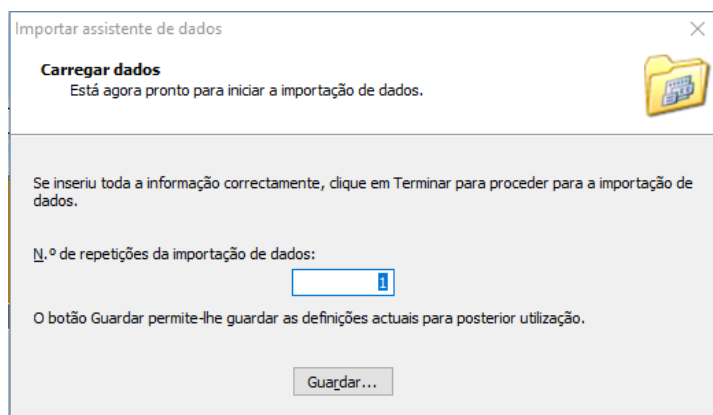 Importar assistente de dados
Carregar dados
Está agora pronto para iniciar a importação de dados.
Se inseriu toda a informação correctamente, clique em Terminar para proceder para a importação de
dados.
N.º de repetições da importação de dados:
1
O botão Guardar permite-lhe guardar as definições actuais para posterior utilização.
Guardar...